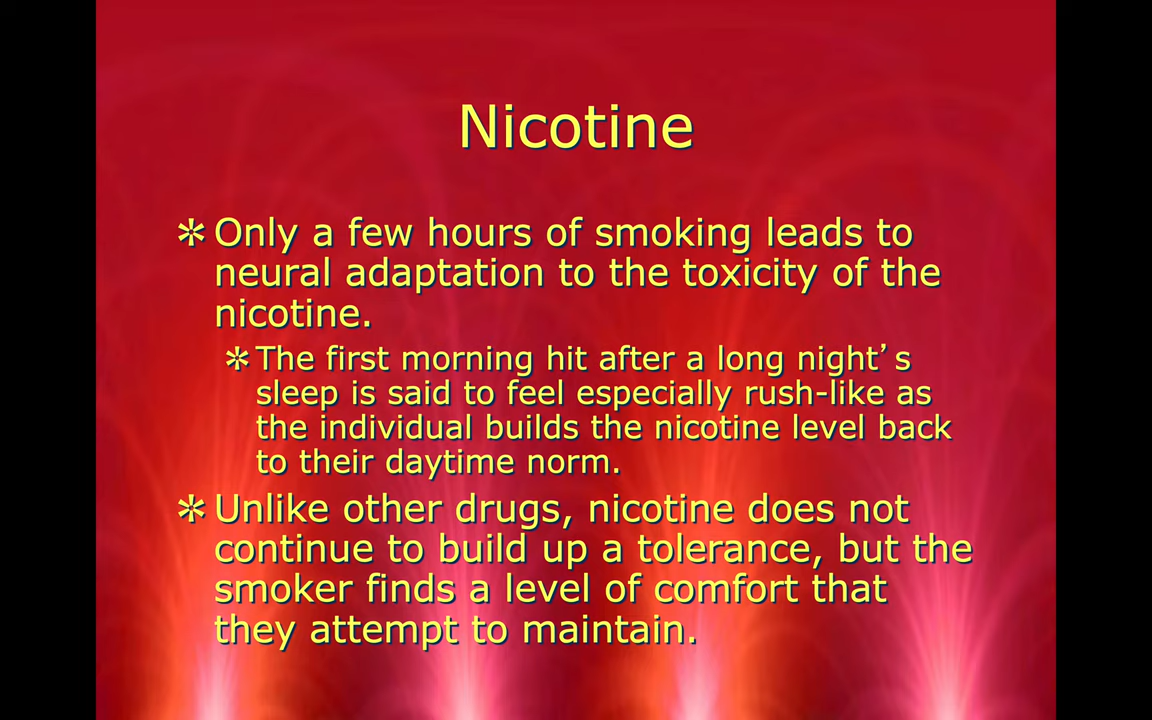 Nicotine
✻ Only a few hours of smoking leads to
neural adaptation to the toxicity of the
nicotine.
✻ The first morning hit after a long night’s
sleep is said to feel especially rush-like as
the individual builds the nicotine level back
to their daytime norm.
✻ Unlike other drugs, nicotine does not
continue to build up a tolerance, but the
smoker finds a level of comfort that
they attempt to maintain.